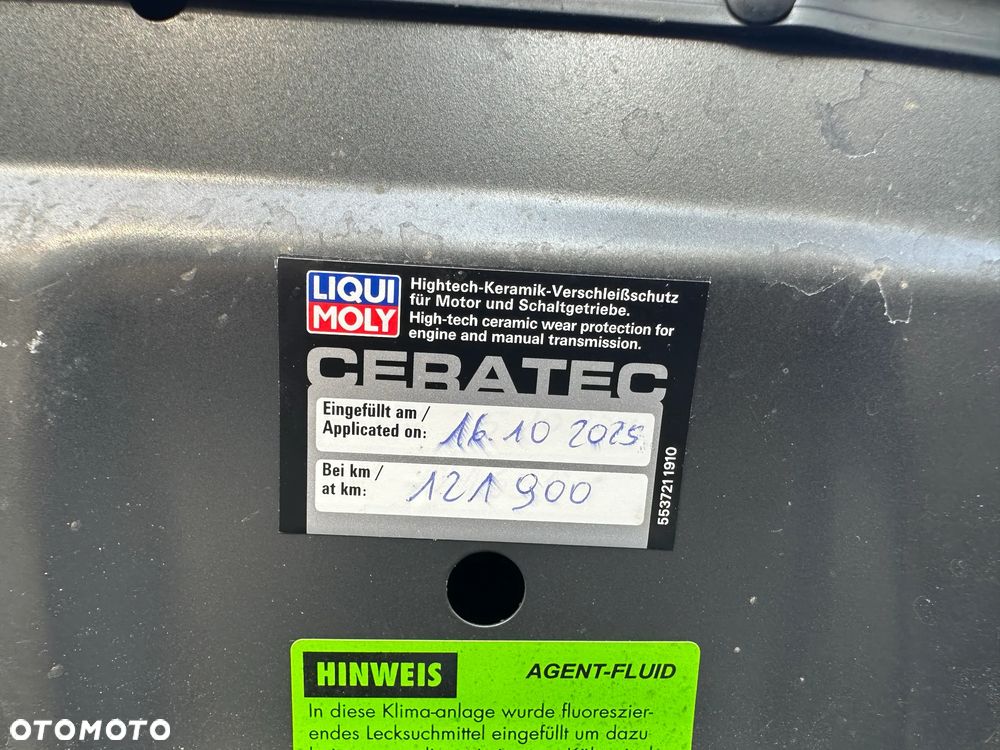 LIQUI
MOLY
Hightech-Keramik-Verschleißschutz
für Motor und Schaltgetriebe.
High-tech ceramic wear protection for
engine and manual transmission.
CERATEC
Eingefüllt am /
Applicated on: 16.10 2025
Bei km /
at km: 121 900
5537211910
HINWEIS AGENT-FLUID
In diese Klima-anlage wurde fluoreszier-
endes Lecksuchmittel eingefüllt um dazu
OTOMOTO